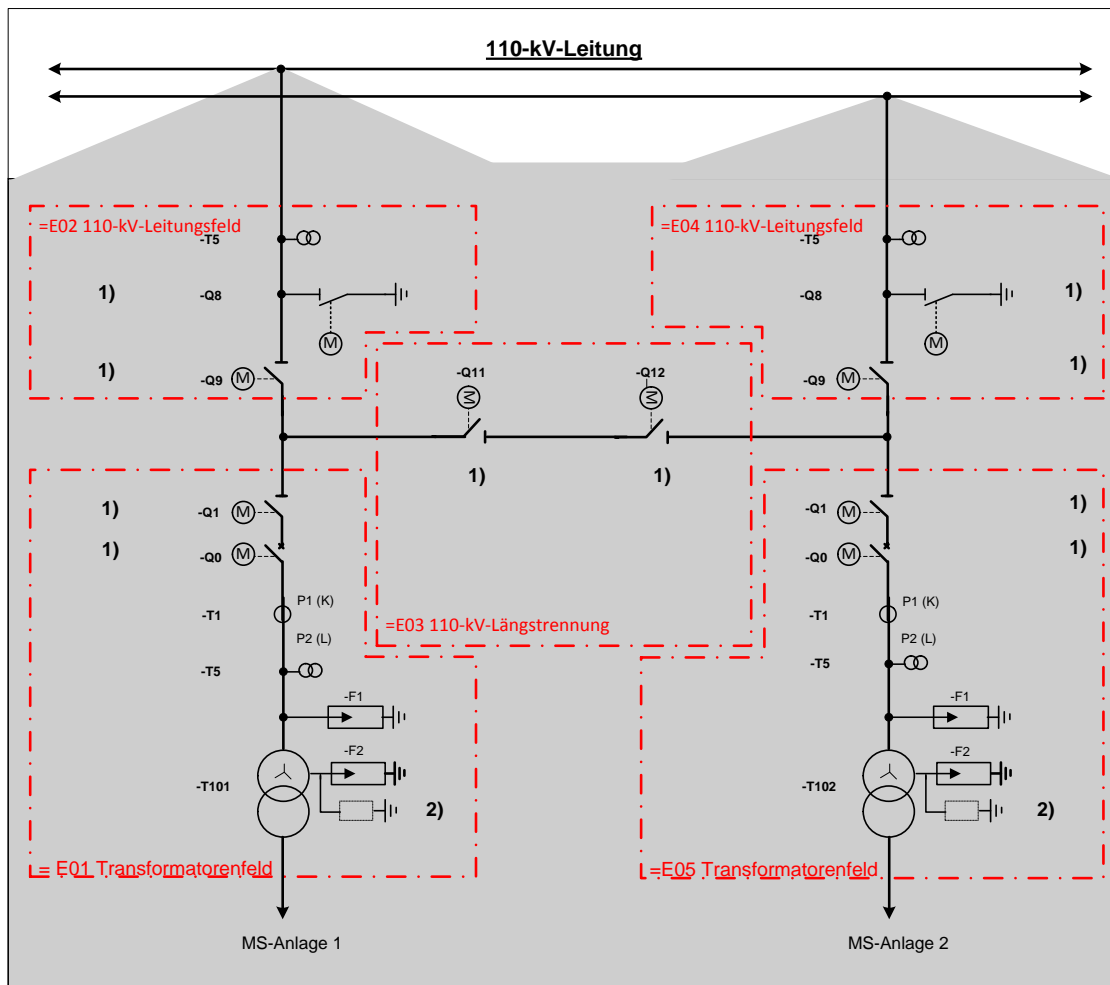 110-kV-Leitung
=E02 110-kV-Leitungsfeld
=E04 110-kV-Leitungsfeld
-T5
-T5
1)
-Q8
-Q8
1)
M
M
1)
-Q9
M
-Q11
-Q12
-Q9
M
1)
M
M
1)
1)
1)
-Q1
M
-Q1
M
1)
1)
-Q0
M
-Q0
M
1)
-T1
P1 (K)
-T1
P1 (K)
=E03 110-kV-Längstrennung
P2 (L)
P2 (L)
-T5
-T5
-F1
-F1
-F2
-F2
-T101
-T102
2)
2)
= E01 Transformatorenfeld
=E05 Transformatorenfeld
MS-Anlage 1
MS-Anlage 2